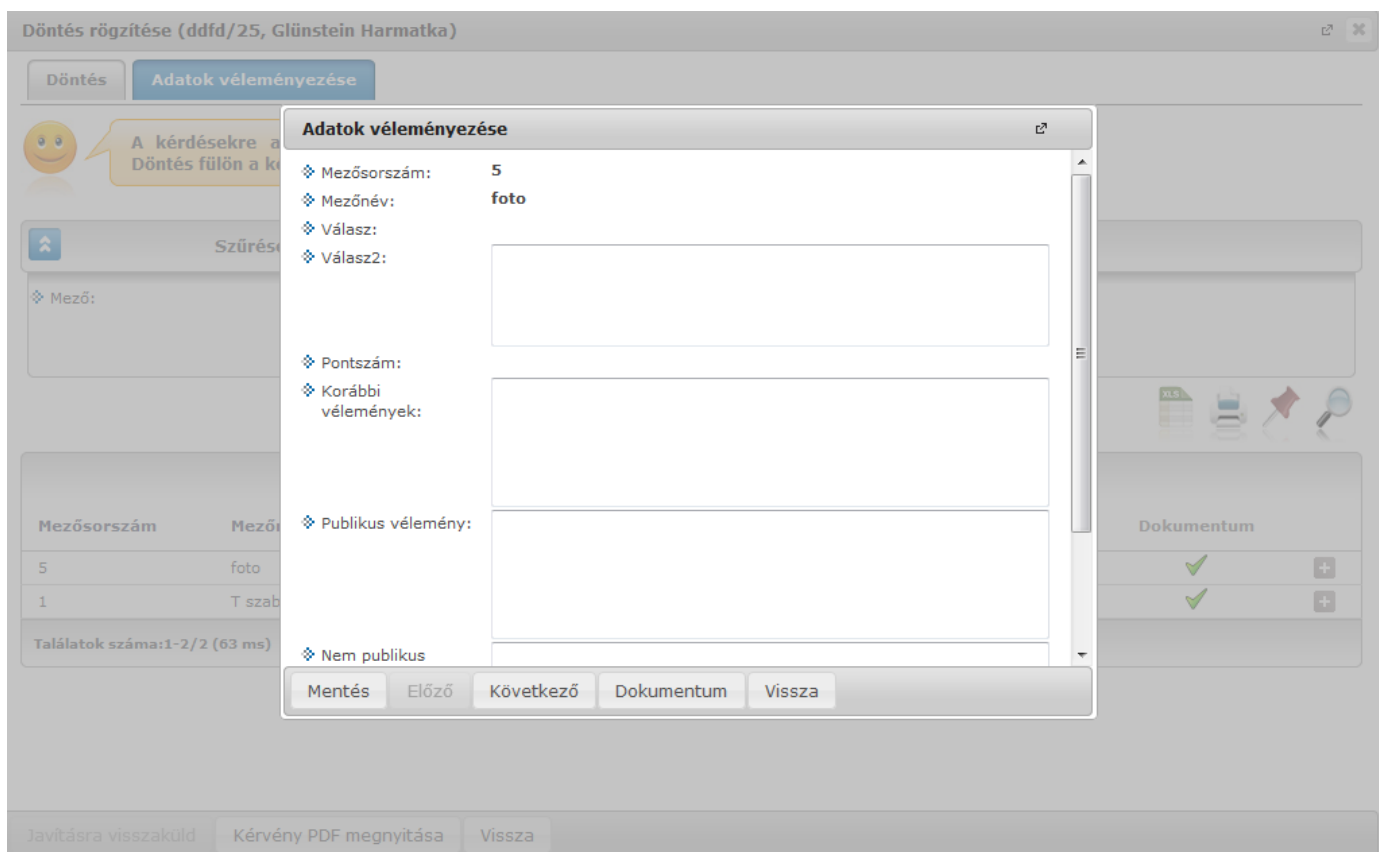 Döntés rögzítése (ddfd/25, Glünstein Harmatka)
Döntés
Adatok véleményezése
A kérdésekre a
Döntés fülön a
Szűrés
Mező:
XLS
Mezősorszám
Dokumentum
5
foto
1
T szab
Találatok száma:1-2/2 (63 ms)
Adatok véleményezése
Mezősorszám:
5
Mezőnév:
foto
Válasz:
Válasz2:
Pontszám:
Korábbi
vélemények:
Publikus vélemény:
Nem publikus
Mentés
Előző
Következő
Dokumentum
Vissza
Javításra visszaküld
Kérvény PDF megnyitása
Vissza